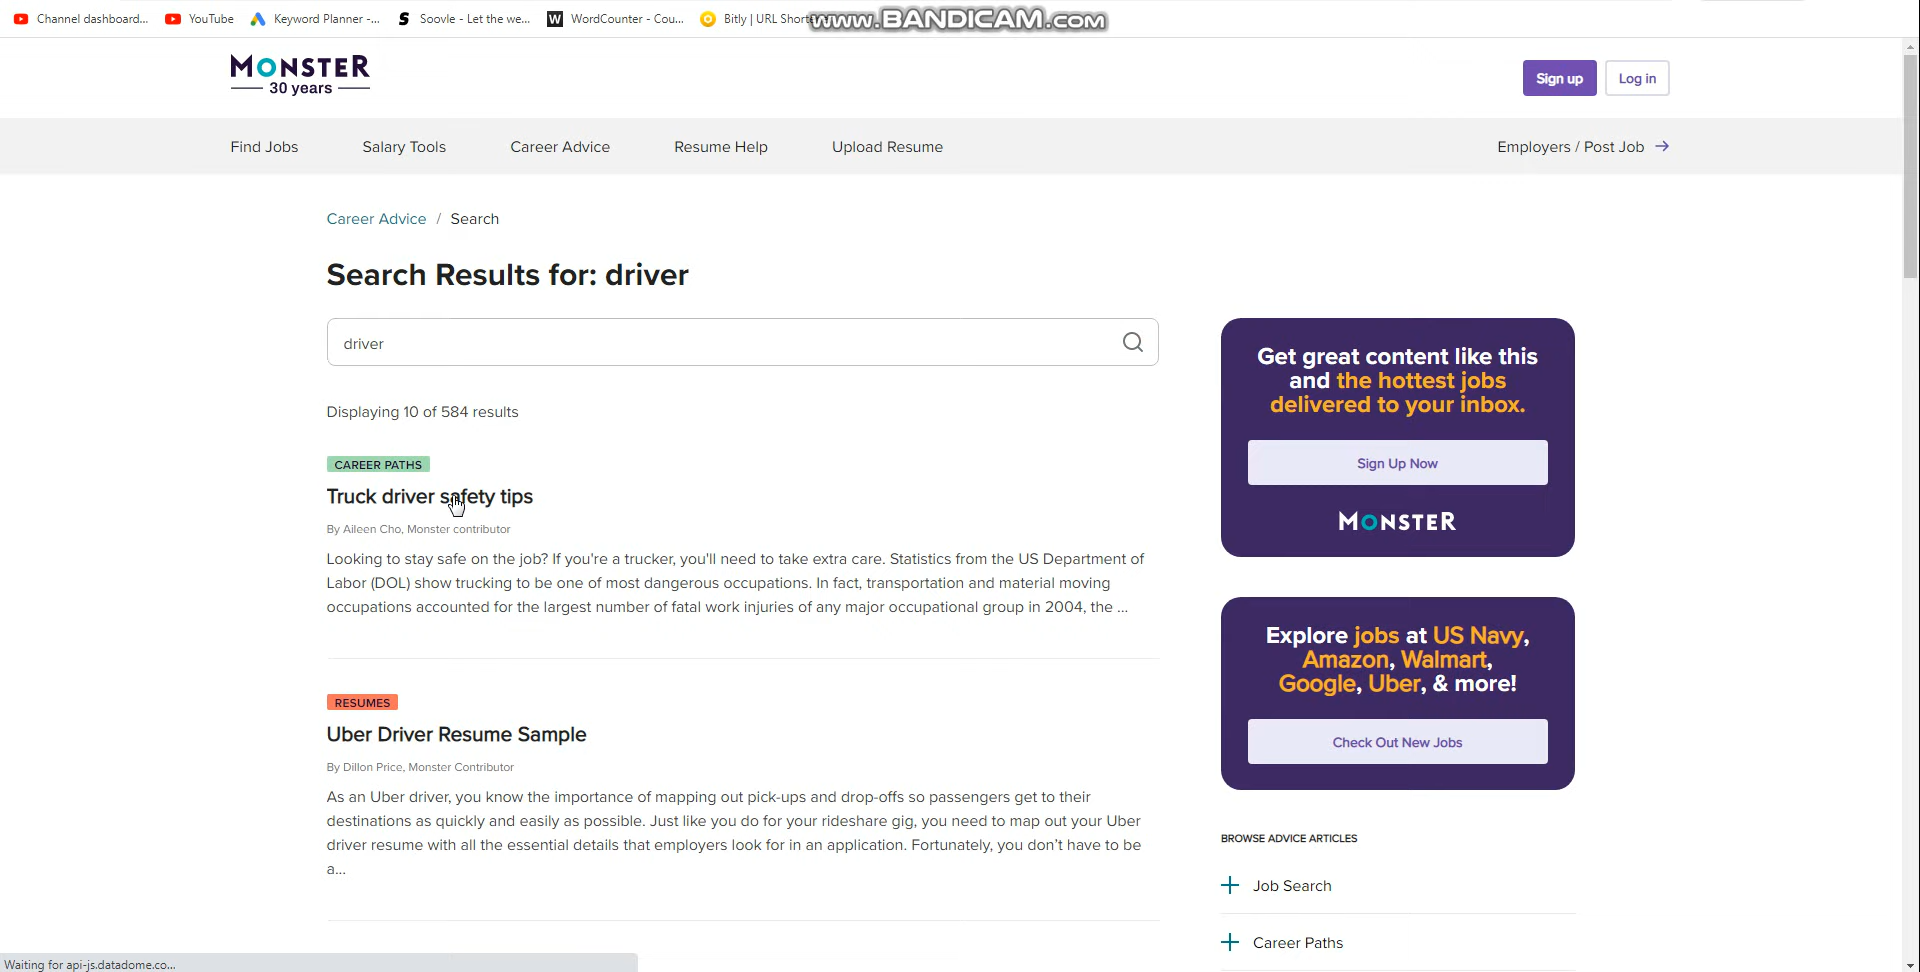 Channel dashboard...
YouTube
Keyword Planner -...
Soovle - Let the we...
WordCounter - Cou...
Bitly | URL Short
WWW.BANDICAM.COM
MONSTER
30 years
Sign up
Log in
Find Jobs
Salary Tools
Career Advice
Resume Help
Upload Resume
Employers / Post Job
Career Advice / Search
Search Results for: driver
driver
Displaying 10 of 584 results
CAREER PATHS
Truck driver safety tips
By Aileen Cho, Monster contributor
Looking to stay safe on the job? If you're a trucker, you'll need to take extra care. Statistics from the US Department of
Labor (DOL) show trucking to be one of most dangerous occupations. In fact, transportation and material moving
occupations accounted for the largest number of fatal work injuries of any major occupational group in 2004, the ...
RESUMES
Uber Driver Resume Sample
By Dillon Price, Monster Contributor
As an Uber driver, you know the importance of mapping out pick-ups and drop-offs so passengers get to their
destinations as quickly and easily as possible. Just like you do for your rideshare gig, you need to map out your Uber
driver resume with all the essential details that employers look for in an application. Fortunately, you don’t have to be
a...
Get great content like this
and the hottest jobs
delivered to your inbox.
Sign Up Now
MONSTER
Explore jobs at US Navy,
Amazon, Walmart,
Google, Uber, & more!
Check Out New Jobs
BROWSE ADVICE ARTICLES
Job Search
Career Paths
Waiting for api-js.datadome.co...